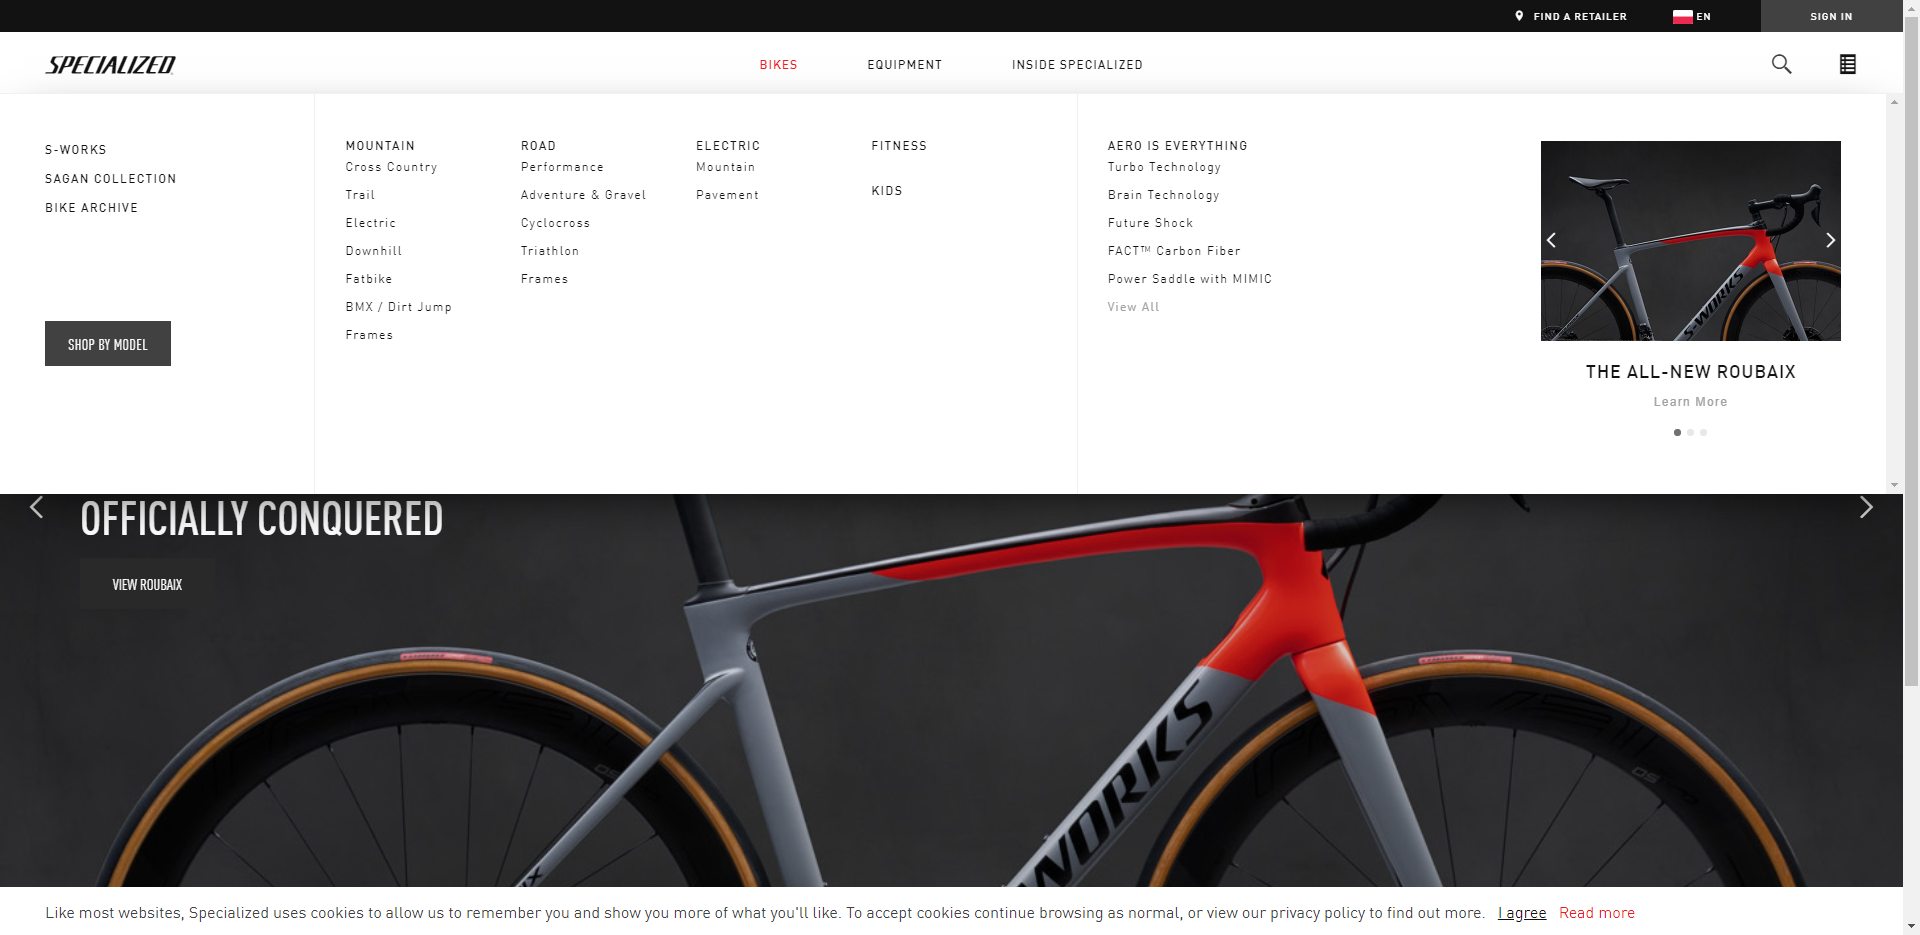 FIND A RETAILER
EN
SIGN IN
SPECIALIZED
BIKES
EQUIPMENT
INSIDE SPECIALIZED
S-WORKS
SAGAN COLLECTION
BIKE ARCHIVE
SHOP BY MODEL
MOUNTAIN
Cross Country
Trail
Electric
Downhill
Fatbike
BMX / Dirt Jump
Frames
ROAD
Performance
Adventure & Gravel
Cyclocross
Triathlon
Frames
ELECTRIC
Mountain
Pavement
FITNESS
KIDS
AERO IS EVERYTHING
Turbo Technology
Brain Technology
Future Shock
FACT™ Carbon Fiber
Power Saddle with MIMIC
View All
S-WORKS
THE ALL-NEW ROUBAIX
Learn More
OFFICIALLY CONQUERED
VIEW ROUBAIX
WORKS
Like most websites, Specialized uses cookies to allow us to remember you and show you more of what you'll like. To accept cookies continue browsing as normal, or view our privacy policy to find out more. I agree Read more